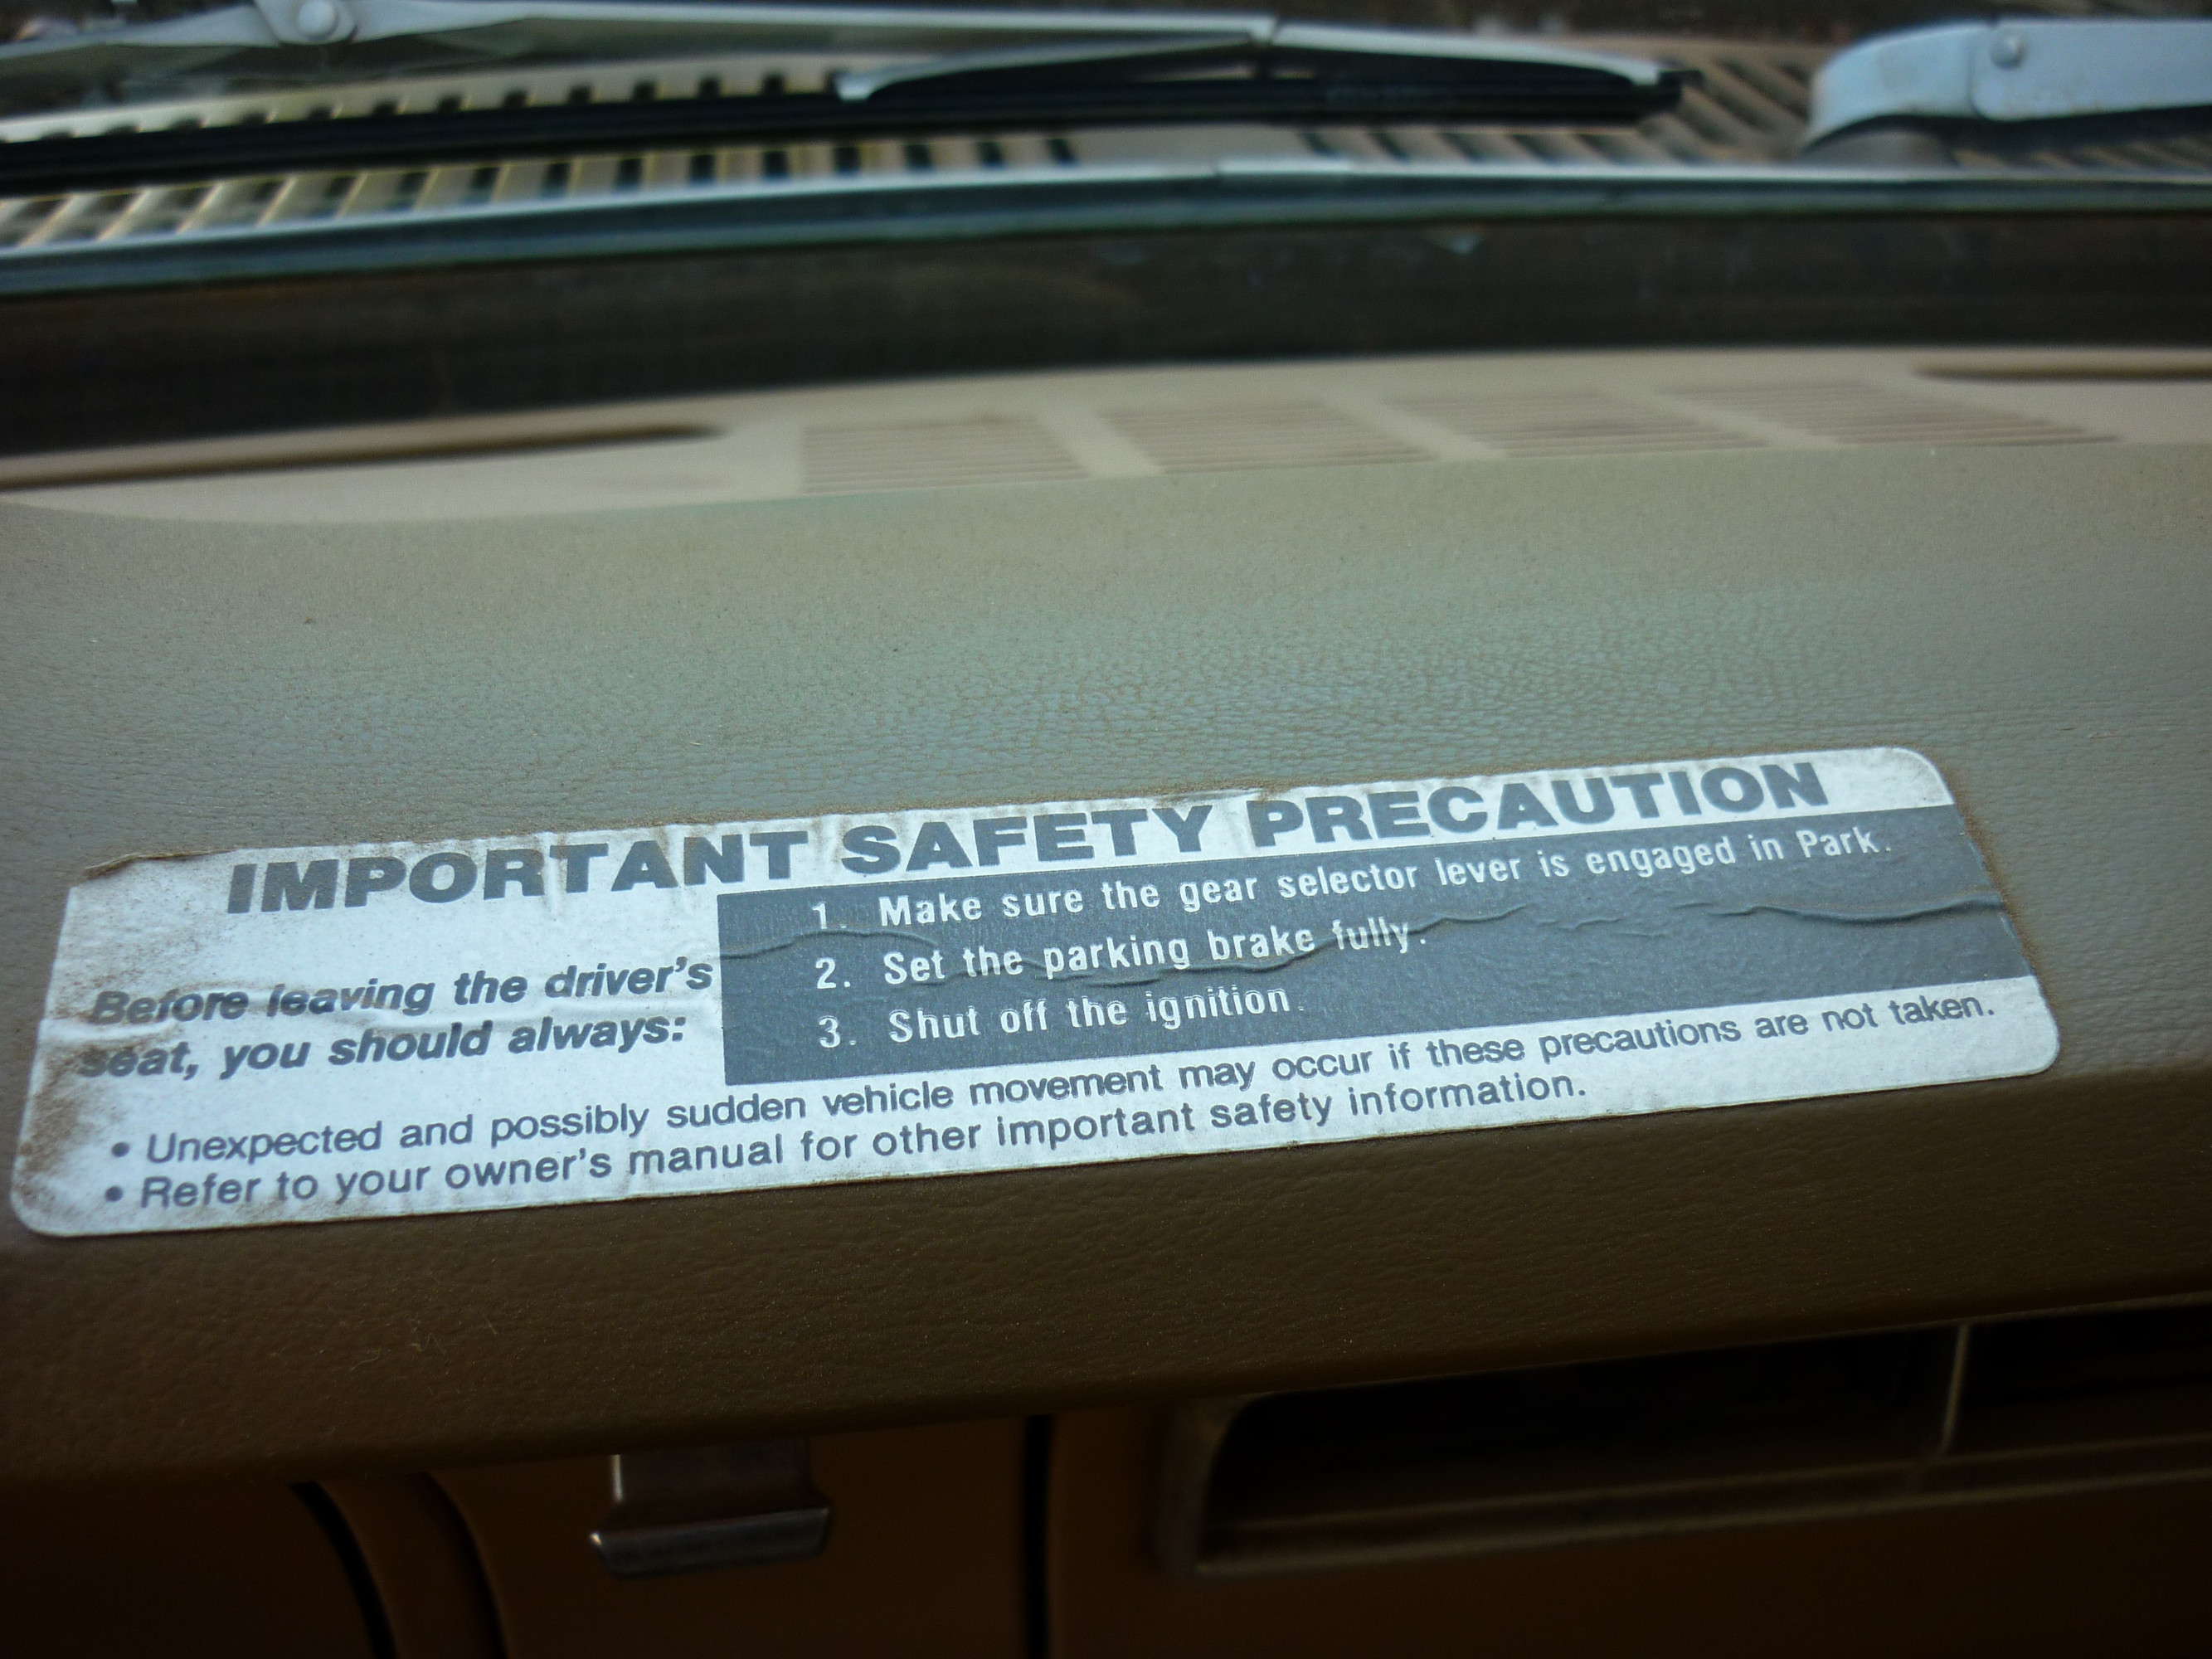 IMPORTANT SAFETY PRECAUTION
Before leaving the driver's
seat, you should always:
1. Make sure the gear selector lever is engaged in Park.
2. Set the parking brake fully.
3. Shut off the ignition.
• Unexpected and possibly sudden vehicle movement may occur if these precautions are not taken.
• Refer to your owner's manual for other important safety information.